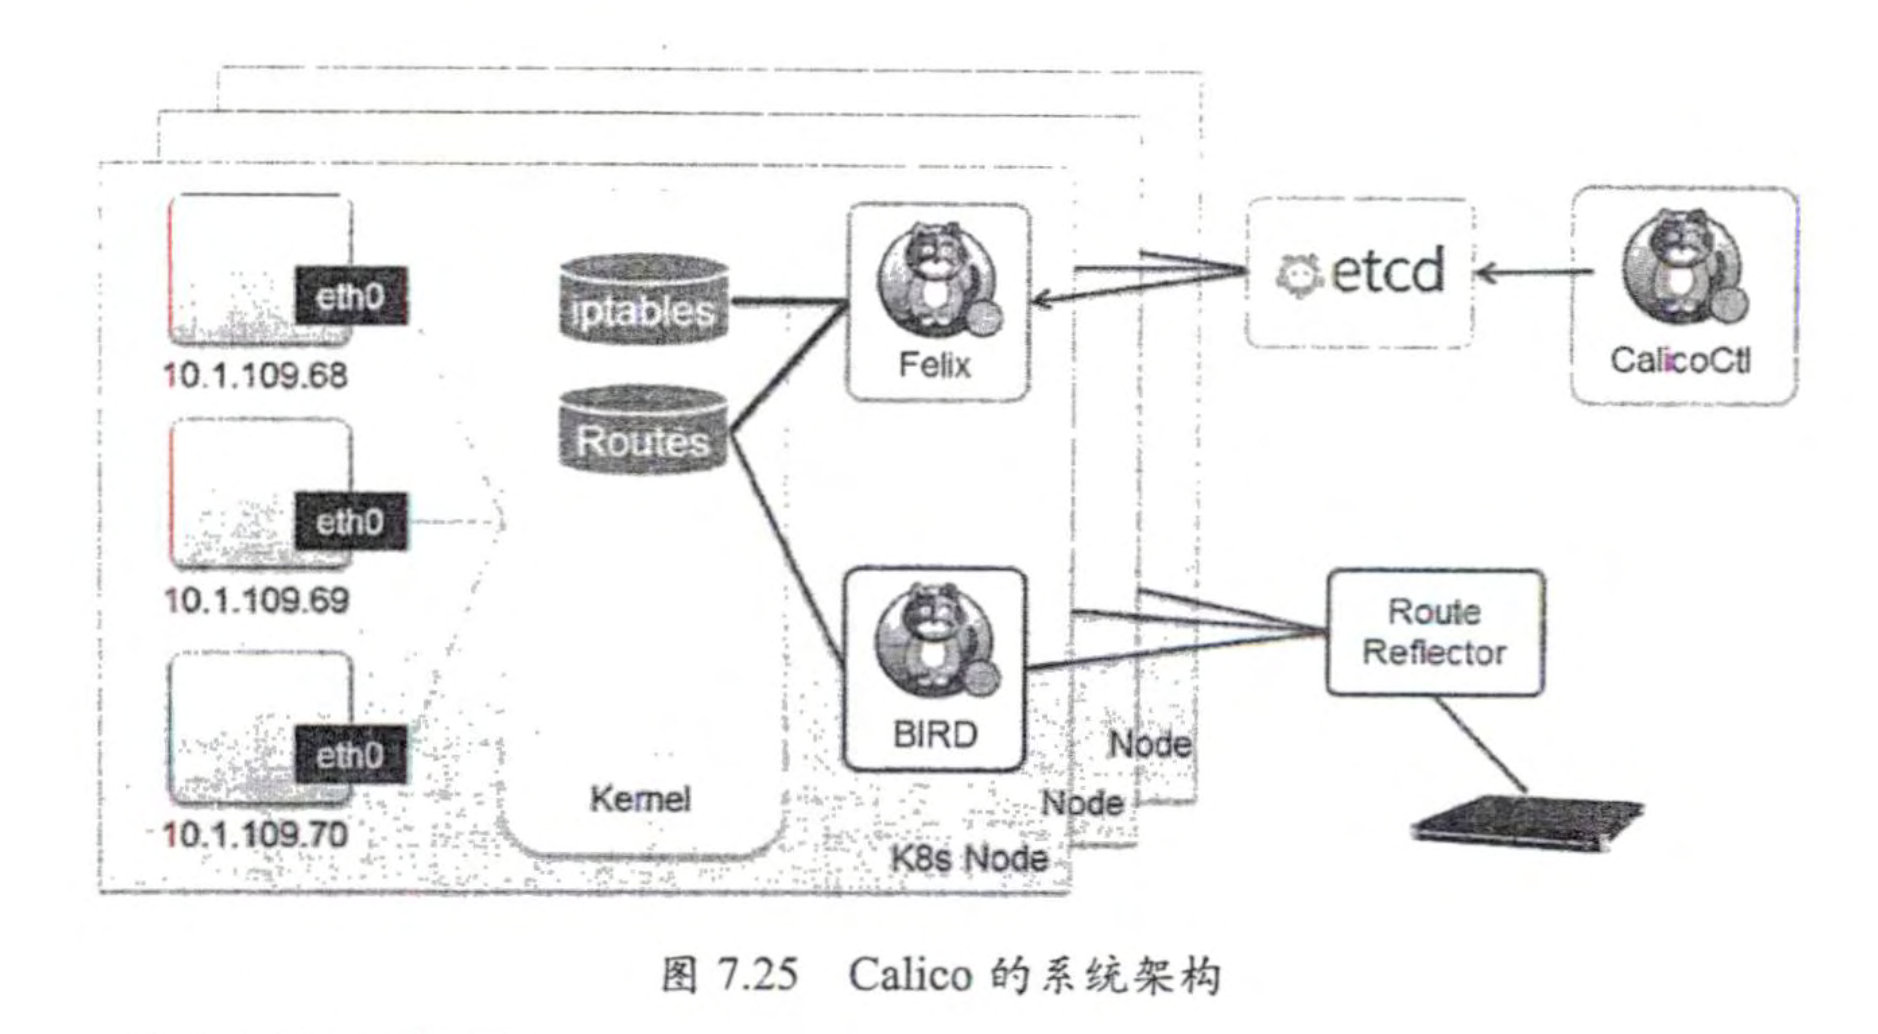 eth0
10.1.109.68
eth0
10.1.109.69
eth0
10.1.109.70
iptables
Routes
Kernel
Felix
BIRD
K8s Node
Node
Node
etcd
CalicoCtl
Route
Reflector
图 7.25 Calico 的系统架构